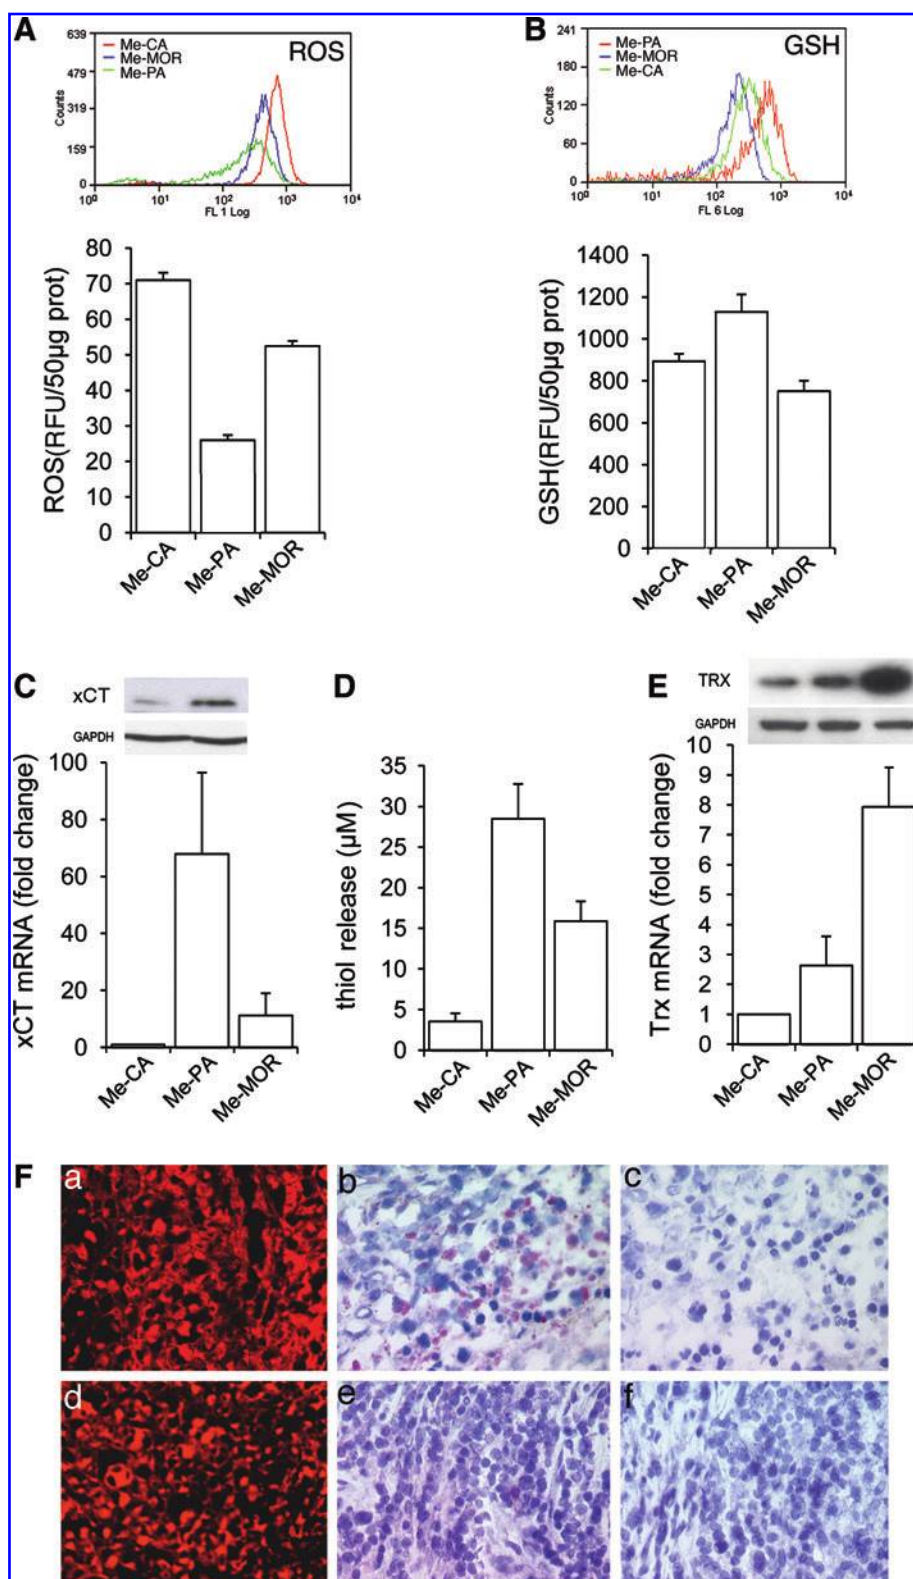 A
ROS
Me-CA
Me-MOR
Me-PA
Counts
639
479
319
159
0
10⁰ 10¹ 10² 10³ 10⁴
FL 1 Log
B
GSH
Me-PA
Me-MOR
Me-CA
Counts
241
180
120
60
0
10⁰ 10¹ 10² 10³ 10⁴
FL 6 Log
ROS(RFU/50µg prot)
80
70
60
50
40
30
20
10
0
Me-CA Me-PA Me-MOR
GSH(RFU/50µg prot)
1400
1200
1000
800
600
400
200
0
Me-CA Me-PA Me-MOR
C
xCT
GAPDH
xCT mRNA (fold change)
100
80
60
40
20
0
Me-CA Me-PA Me-MOR
D
thiol release (µM)
35
30
25
20
15
10
5
0
Me-CA Me-PA Me-MOR
E
TRX
GAPDH
Trx mRNA (fold change)
10
9
8
7
6
5
4
3
2
1
0
Me-CA Me-PA Me-MOR
F
a b c
d e f